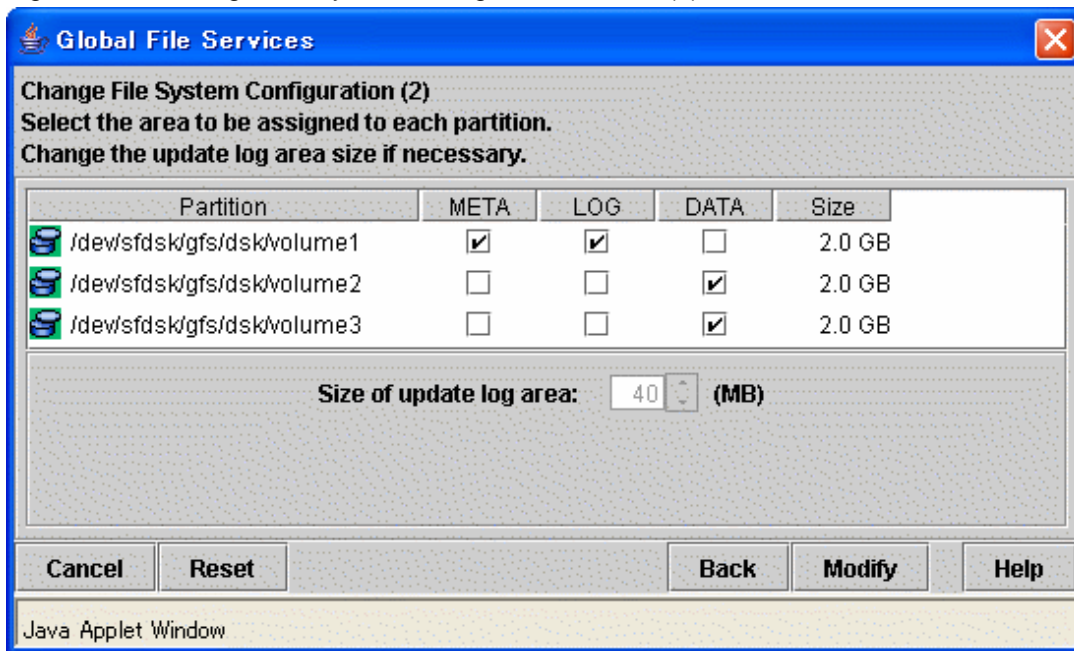 Global File Services
Change File System Configuration (2)
Select the area to be assigned to each partition.
Change the update log area size if necessary.
Partition META LOG DATA Size
/dev/sfdsk/gfs/dsk/volume1 2.0 GB
/dev/sfdsk/gfs/dsk/volume2 2.0 GB
/dev/sfdsk/gfs/dsk/volume3 2.0 GB
Size of update log area: 40 (MB)
Cancel Reset Back Modify Help
Java Applet Window